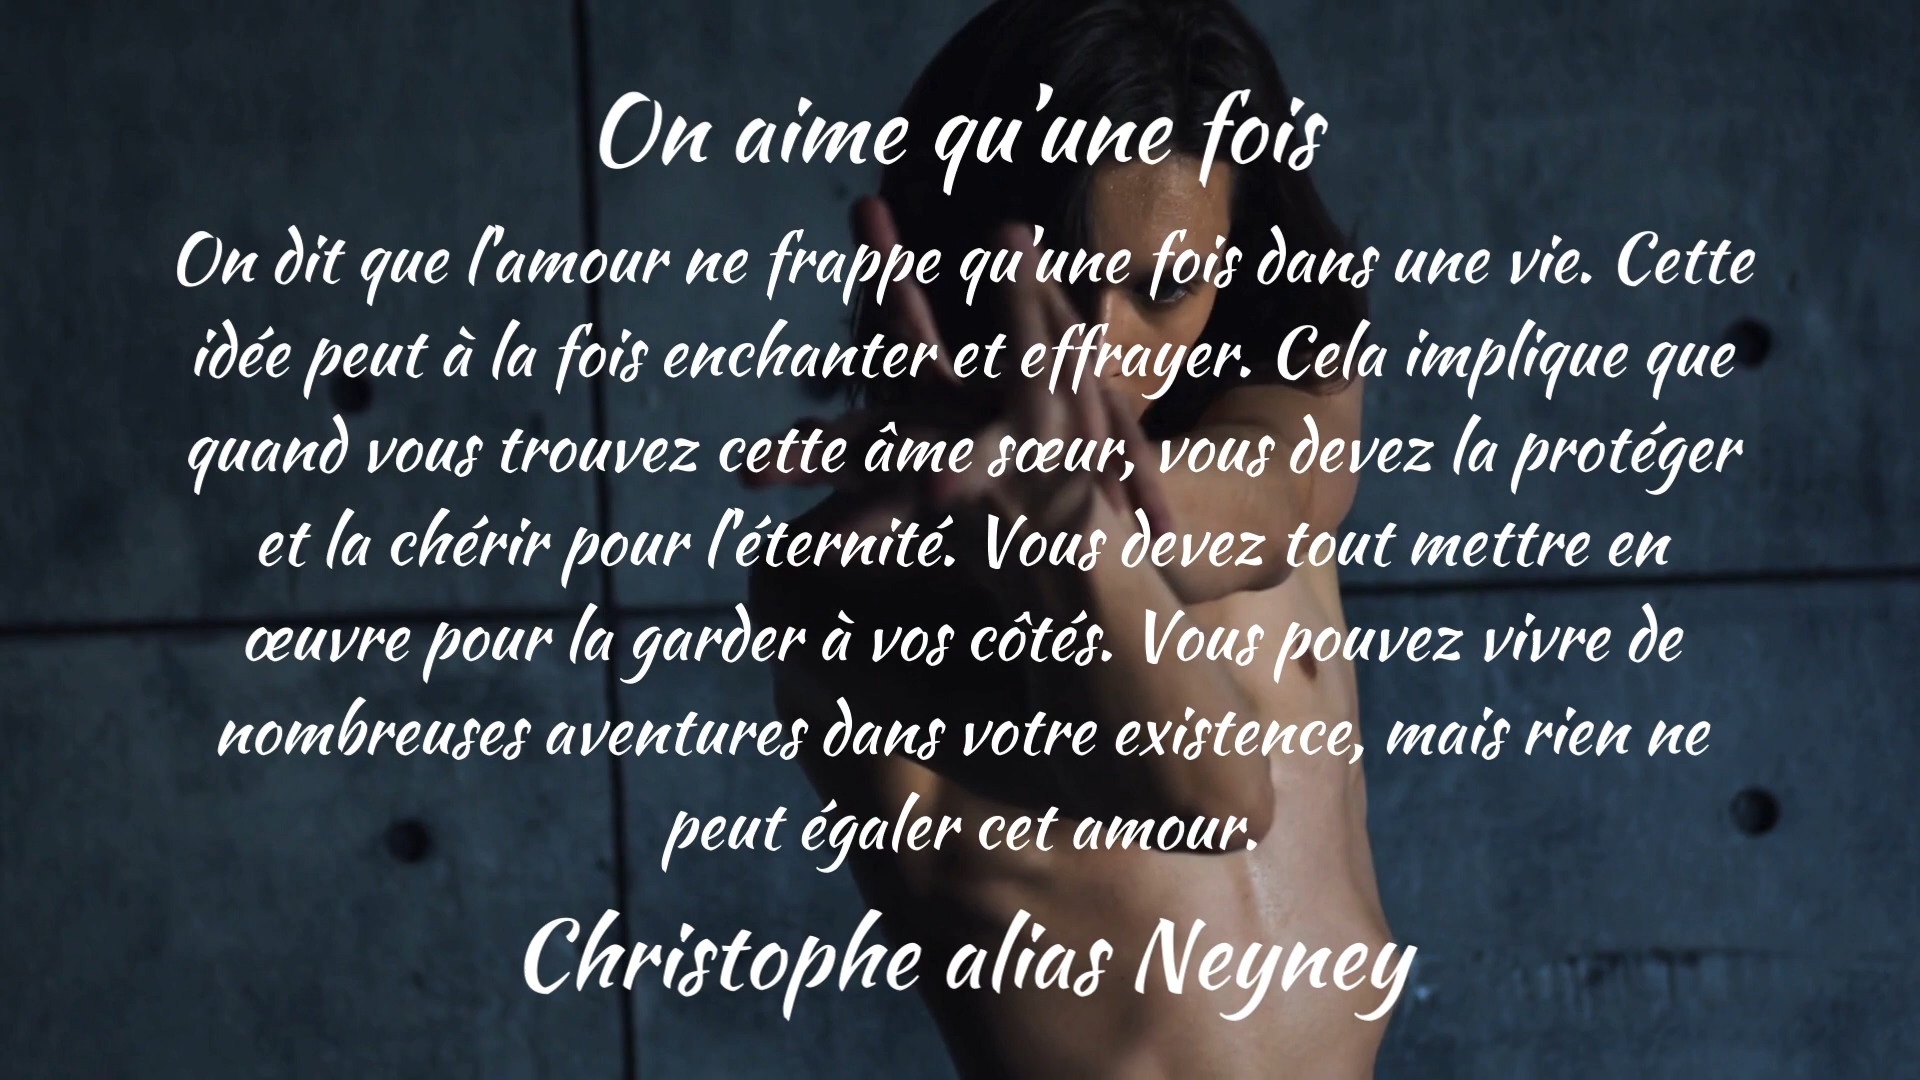 On aime qu'une fois
On dit que l'amour ne frappe qu'une fois dans une vie. Cette
idée peut à la fois enchanter et effrayer. Cela implique que
quand vous trouvez cette âme sœur, vous devez la protéger
et la chérir pour l'éternité. Vous devez tout mettre en
œuvre pour la garder à vos côtés. Vous pouvez vivre de
nombreuses aventures dans votre existence, mais rien ne
peut égaler cet amour.
Christophe alias Neyney